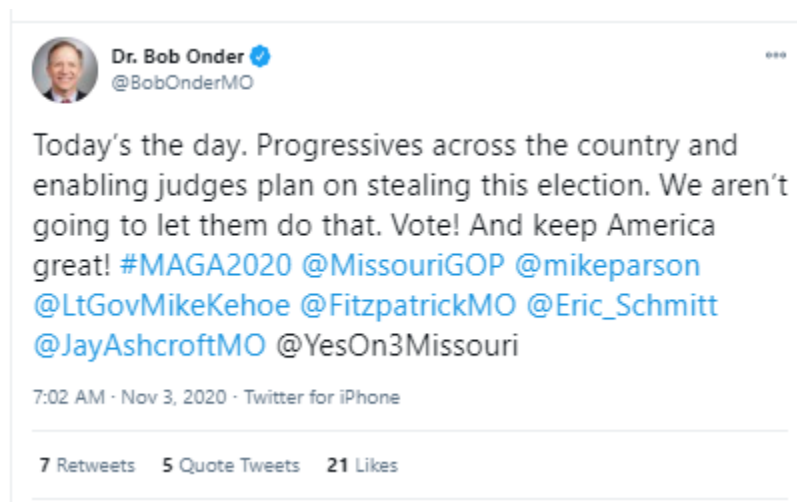 Dr. Bob Onder
@BobOnderMO
Today's the day. Progressives across the country and
enabling judges plan on stealing this election. We aren't
going to let them do that. Vote! And keep America
great! #MAGA2020 @MissouriGOP @mikeparson
@LtGovMikeKehoe @FitzpatrickMO @Eric_Schmitt
@JayAshcroftMO @YesOn3Missouri
7:02 AM · Nov 3, 2020 · Twitter for iPhone
7 Retweets 5 Quote Tweets 21 Likes